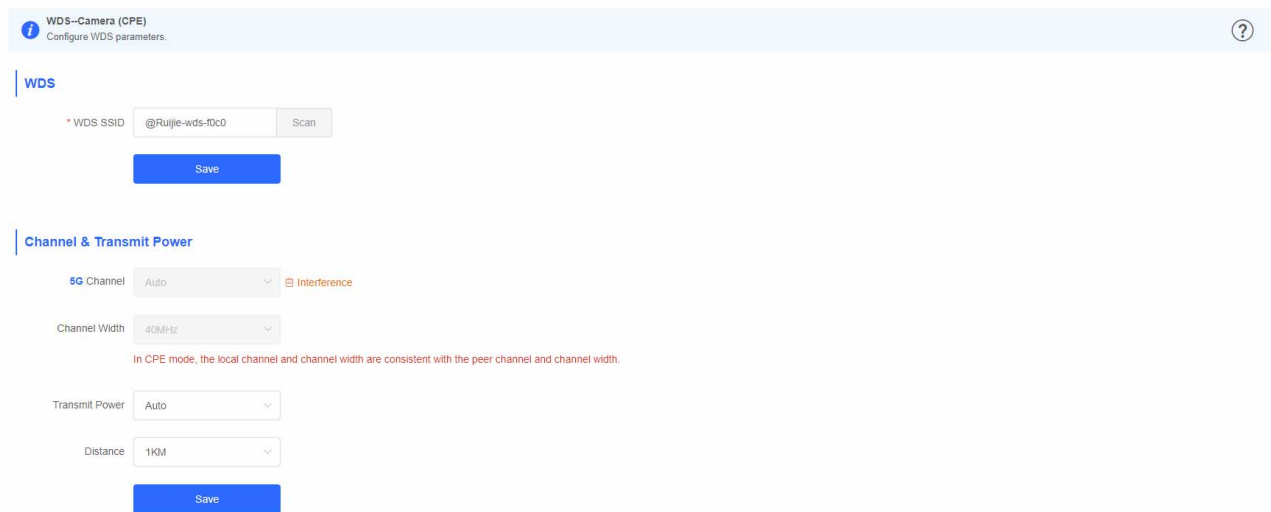 WDS--Camera (CPE)
Configure WDS parameters.
WDS
* WDS SSID @Ruijie-wds-f0c0 Scan
Save
Channel & Transmit Power
5G Channel Auto Interference
Channel Width 40MHz
In CPE mode, the local channel and channel width are consistent with the peer channel and channel width.
Transmit Power Auto
Distance 1KM
Save